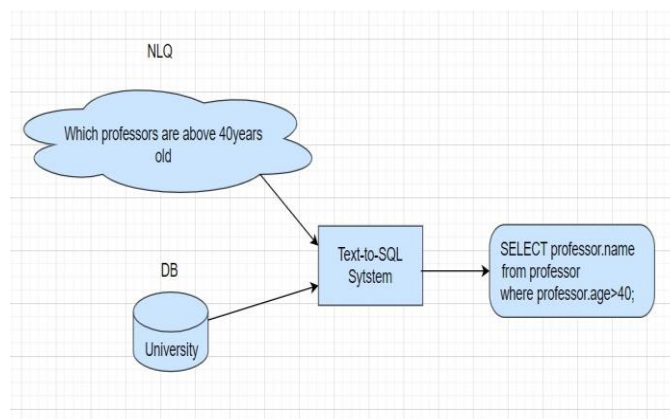 NLQ
Which professors are above 40years
old
DB
University
Text-to-SQL
Sytstem
SELECT professor.name
from professor
where professor.age>40;